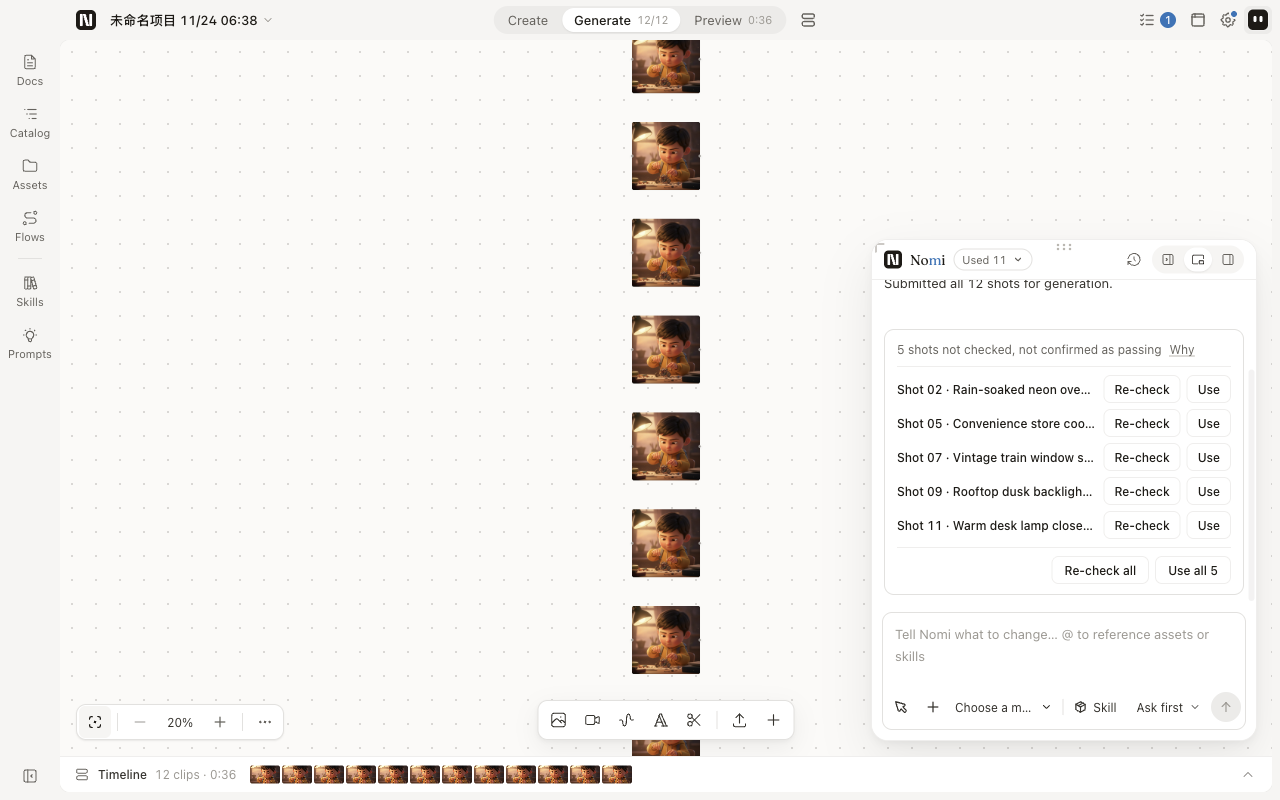 未命名项目 11/24 06:38
Create
Generate 12/12
Preview 0:36
1
Docs
Catalog
Assets
Flows
Skills
Prompts
Nomi
Used 11
Submitted all 12 shots for generation.
5 shots not checked, not confirmed as passing Why
Shot 02 · Rain-soaked neon ove... Re-check Use
Shot 05 · Convenience store coo... Re-check Use
Shot 07 · Vintage train window s... Re-check Use
Shot 09 · Rooftop dusk backligh... Re-check Use
Shot 11 · Warm desk lamp close... Re-check Use
Re-check all Use all 5
Tell Nomi what to change... @ to reference assets or
skills
Choose a m... Skill Ask first
20%
Timeline 12 clips · 0:36